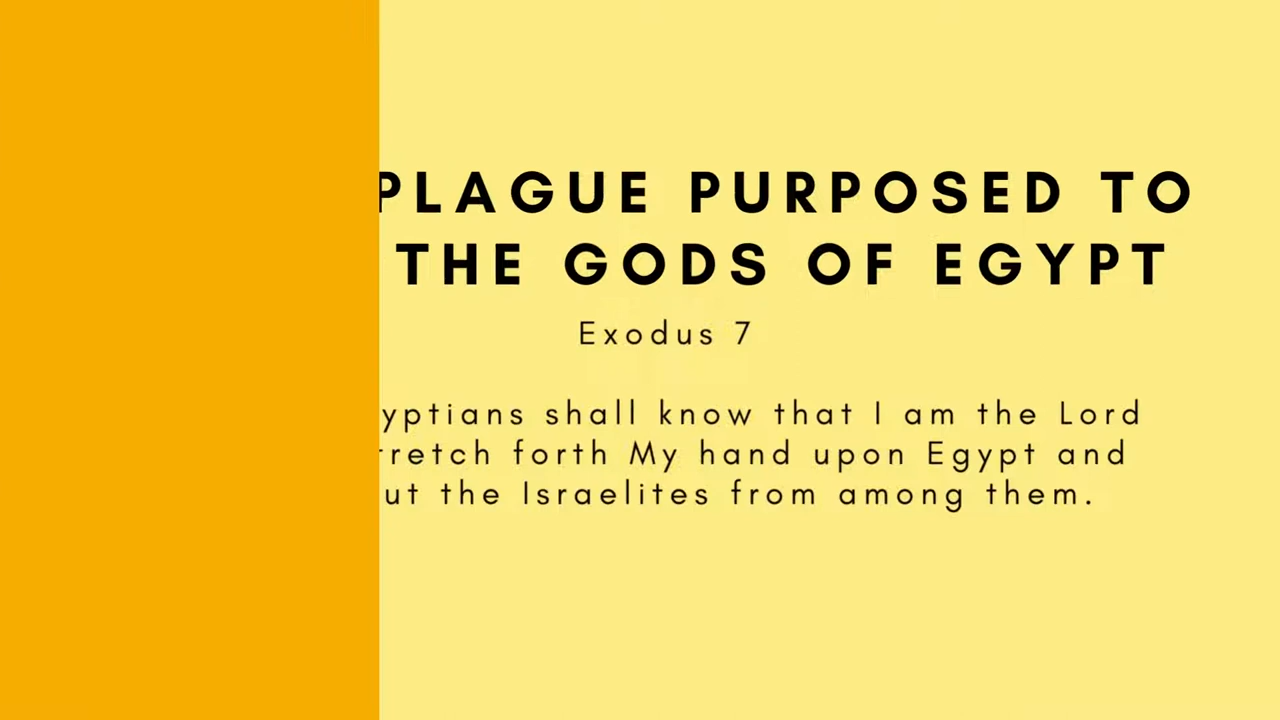 PLAGUE PURPOSED TO
THE GODS OF EGYPT
Exodus 7
yptians shall know that I am the Lord
retch forth My hand upon Egypt and
ut the Israelites from among them.